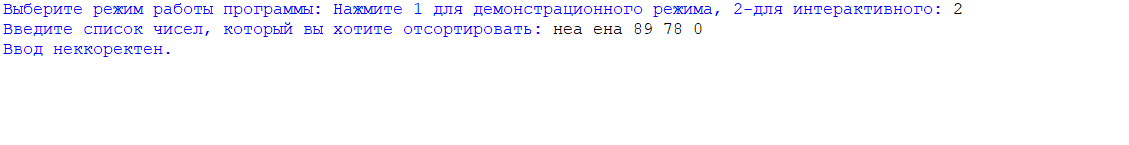 Выберите режим работы программы: Нажмите 1 для демонстрационного режима, 2-для интерактивного: 2
Введите список чисел, который вы хотите отсортировать: неа ена 89 78 0
Ввод неккоректен.